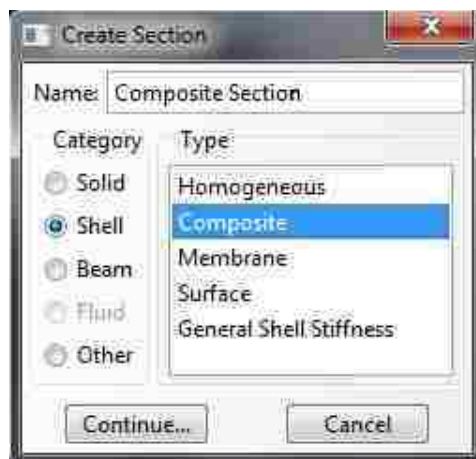 Create Section
Name: Composite Section
Category
Type
Solid
Shell
Beam
Fluid
Other
Homogeneous
Composite
Membrane
Surface
General Shell Stiffness
Continue...
Cancel